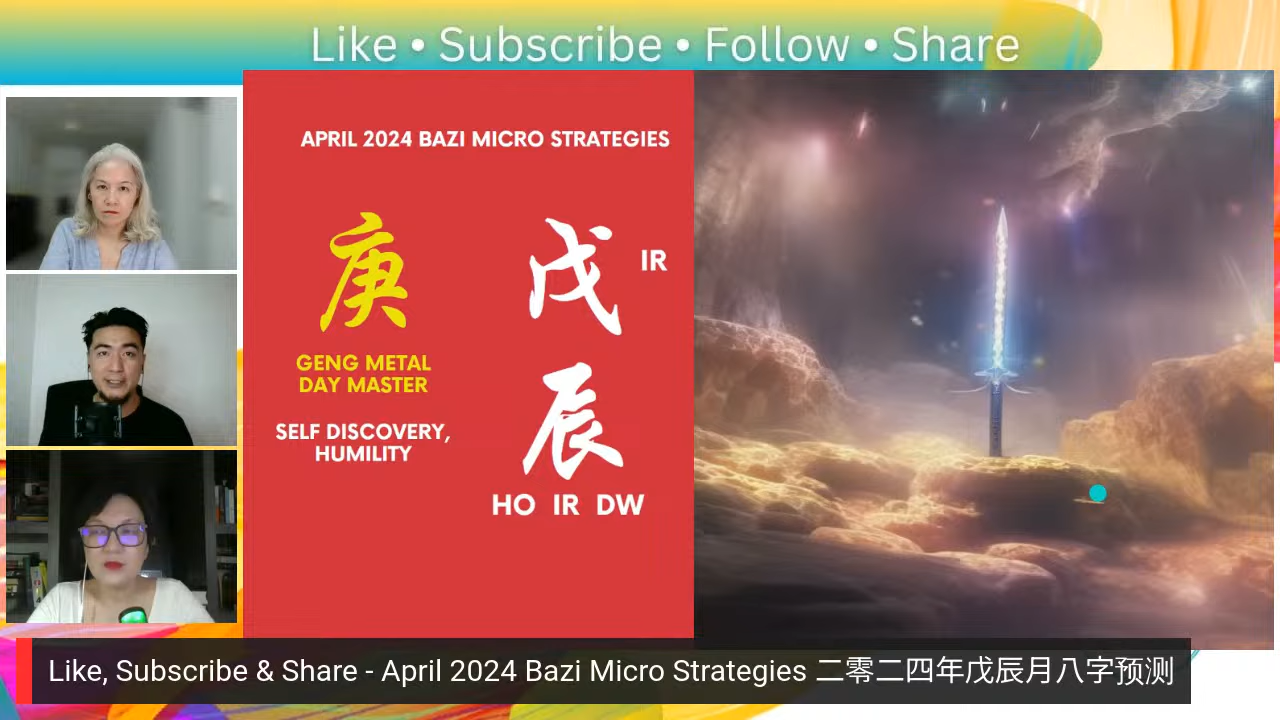 Like • Subscribe • Follow • Share
APRIL 2024 BAZI MICRO STRATEGIES
庚
GENG METAL
DAY MASTER
SELF DISCOVERY,
HUMILITY
戊 IR
辰
HO IR DW
Like, Subscribe & Share - April 2024 Bazi Micro Strategies 二零二四年戊辰月八字预测